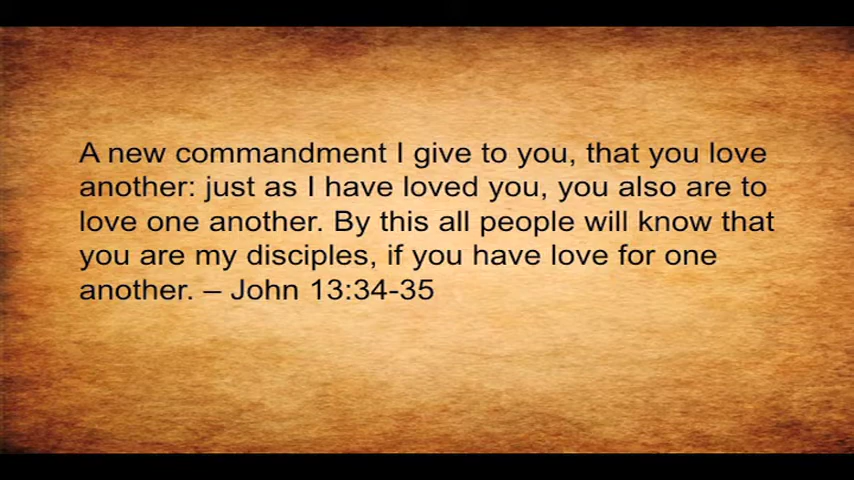 A new commandment I give to you, that you love
another: just as I have loved you, you also are to
love one another. By this all people will know that
you are my disciples, if you have love for one
another. – John 13:34-35